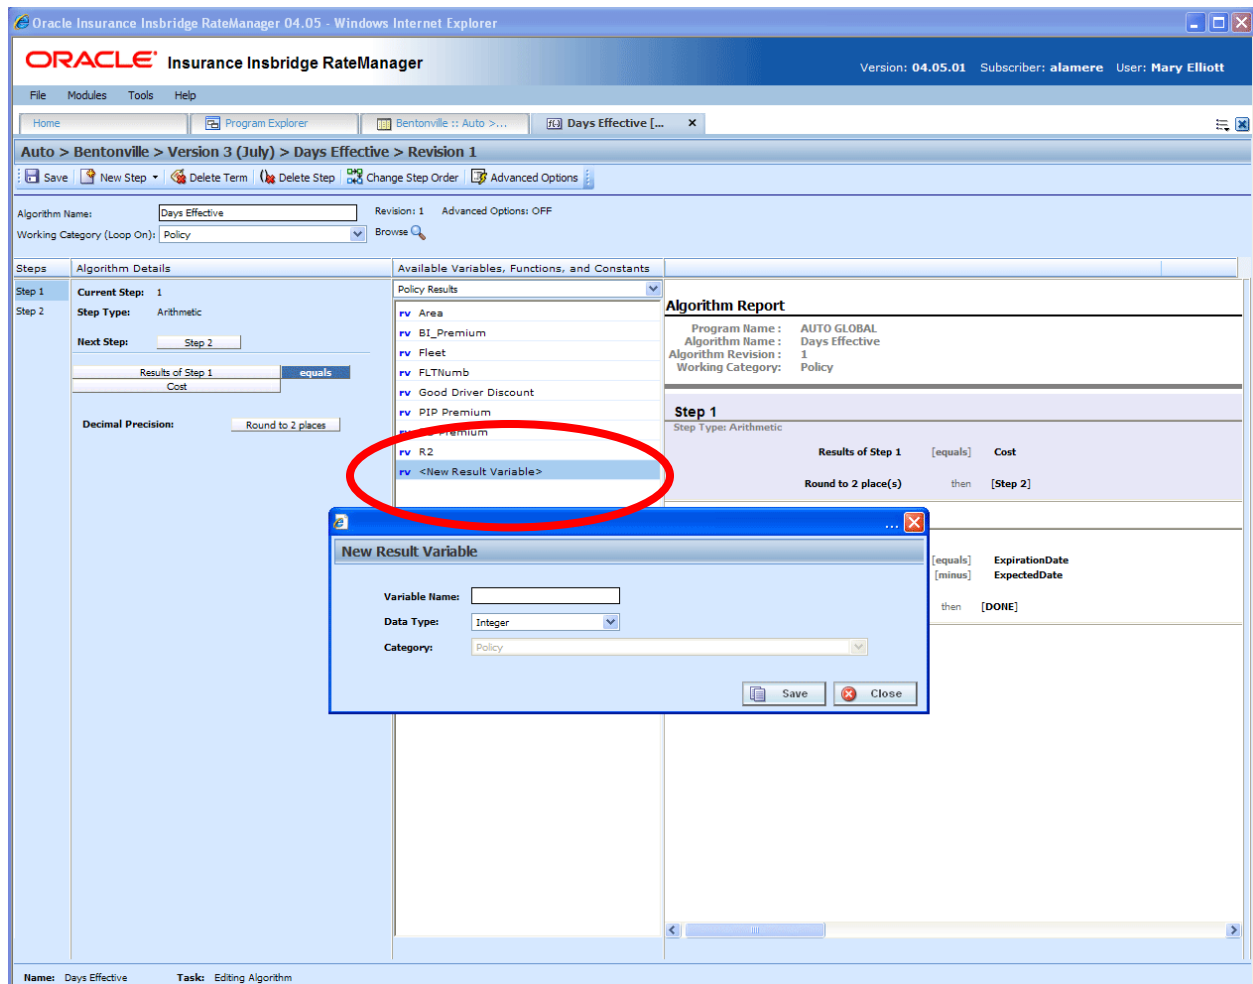 Oracle Insurance Insbridge RateManager 04.05 - Windows Internet Explorer
ORACLE Insurance Insbridge RateManager
Version: 04.05.01 Subscriber: alamere User: Mary Elliott
File Modules Tools Help
Home Program Explorer Bentonville :: Auto >... Days Effective [...
Auto > Bentonville > Version 3 (July) > Days Effective > Revision 1
Save New Step Delete Term Delete Step Change Step Order Advanced Options
Algorithm Name: Days Effective Revision: 1 Advanced Options: OFF
Working Category (Loop On): Policy Browse
Steps Algorithm Details Available Variables, Functions, and Constants
Step 1
Step 2
Current Step: 1
Step Type: Arithmetic
Next Step: Step 2
Results of Step 1 equals
Cost
Decimal Precision: Round to 2 places
Policy Results
rv Area
rv BI_Premium
rv Fleet
rv FLTNumb
rv Good Driver Discount
rv PIP Premium
Premium
rv R2
rv <New Result Variable>
Algorithm Report
Program Name : AUTO GLOBAL
Algorithm Name : Days Effective
Algorithm Revision : 1
Working Category: Policy
Step 1
Step Type: Arithmetic
Results of Step 1 [equals] Cost
Round to 2 place(s) then [Step 2]
[equals] ExpirationDate
[minus] ExpectedDate
then [DONE]
...
New Result Variable
Variable Name:
Data Type: Integer
Category: Policy
Save Close
Name: Days Effective Task: Editing Algorithm